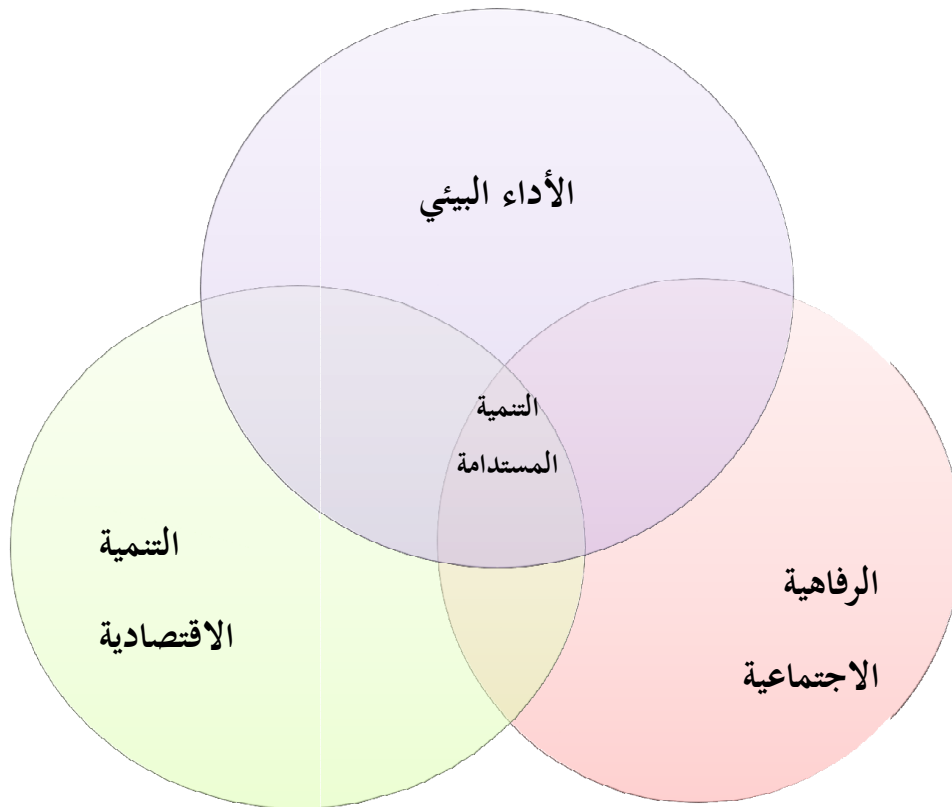 الأداء البيئي
التنمية
المستدامة
التنمية
الاقتصادية
الرفاهية
الاجتماعية